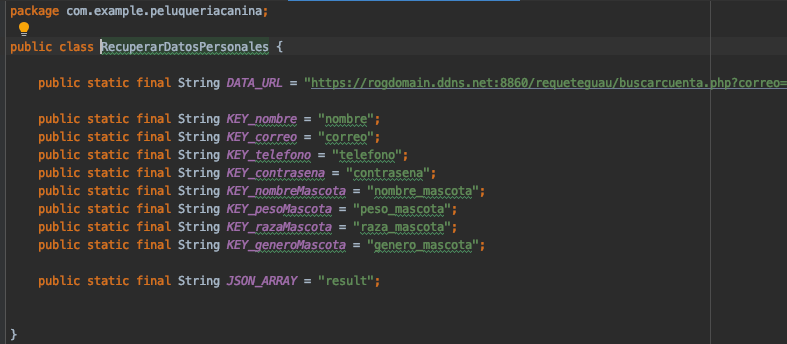 package com.example.peluqueriacanina;
public class RecuperarDatosPersonales {
public static final String DATA_URL = "https://rogdomain.ddns.net:8860/requeteguau/buscarcuenta.php?correo=
public static final String KEY_nombre = "nombre";
public static final String KEY_correo = "correo";
public static final String KEY_telefono = "telefono";
public static final String KEY_contrasena = "contrasena";
public static final String KEY_nombreMascota = "nombre_mascota";
public static final String KEY_pesoMascota = "peso_mascota";
public static final String KEY_razaMascota = "raza_mascota";
public static final String KEY_generoMascota = "genero_mascota";
public static final String JSON_ARRAY = "result";
}